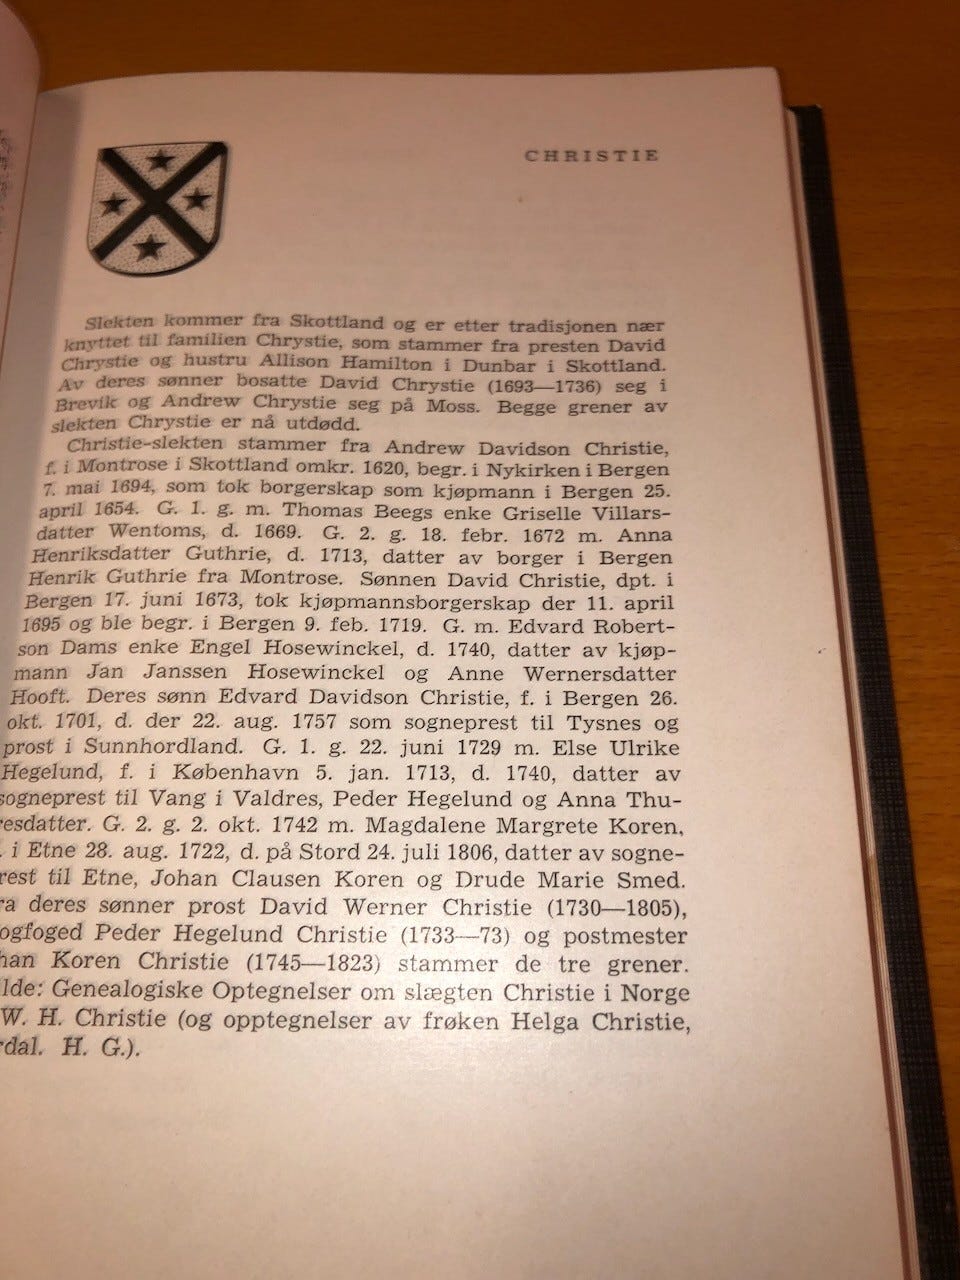 CHRISTIE
Slekten kommer fra Skottland og er etter tradisjonen nær
knyttet til familien Chrystie, som stammer fra presten David
Chrystie og hustru Allison Hamilton i Dunbar i Skottland.
Av deres sønner bosatte David Chrystie (1693—1736) seg i
Brevik og Andrew Chrystie seg på Moss. Begge grener av
slekten Chrystie er nå utdødd.
Christie-slekten stammer fra Andrew Davidson Christie,
f. i Montrose i Skottland omkr. 1620, begr. i Nykirken i Bergen
7. mai 1694, som tok borgerskap som kjøpmann i Bergen 25.
april 1654. G. 1. g. m. Thomas Beegs enke Griselle Villars-
datter Wentoms, d. 1669. G. 2. g. 18. febr. 1672 m. Anna
Henriksdatter Guthrie, d. 1713, datter av borger i Bergen
Henrik Guthrie fra Montrose. Sønnen David Christie, dpt. i
Bergen 17. juni 1673, tok kjøpmannsborgerskap der 11. april
1695 og ble begr. i Bergen 9. feb. 1719. G. m. Edvard Robert-
son Dams enke Engel Hosewinckel, d. 1740, datter av kjøp-
mann Jan Janssen Hosewinckel og Anne Wernersdatter
Hooft. Deres sønn Edvard Davidson Christie, f. i Bergen 26.
okt. 1701, d. der 22. aug. 1757 som sogneprest til Tysnes og
prost i Sunnhordland. G. 1. g. 22. juni 1729 m. Else Ulrike
Hegelund, f. i København 5. jan. 1713, d. 1740, datter av
sogneprest til Vang i Valdres, Peder Hegelund og Anna Thu-
resdatter. G. 2. g. 2. okt. 1742 m. Magdalene Margrete Koren,
. i Etne 28. aug. 1722, d. på Stord 24. juli 1806, datter av sogne-
rest til Etne, Johan Clausen Koren og Drude Marie Smed.
ra deres sønner prost David Werner Christie (1730—1805),
ogfoged Peder Hegelund Christie (1733—73) og postmester
han Koren Christie (1745—1823) stammer de tre grener.
lde: Genealogiske Optegnelser om slægten Christie i Norge
W. H. Christie (og opptegnelser av frøken Helga Christie,
rdal. H. G.).